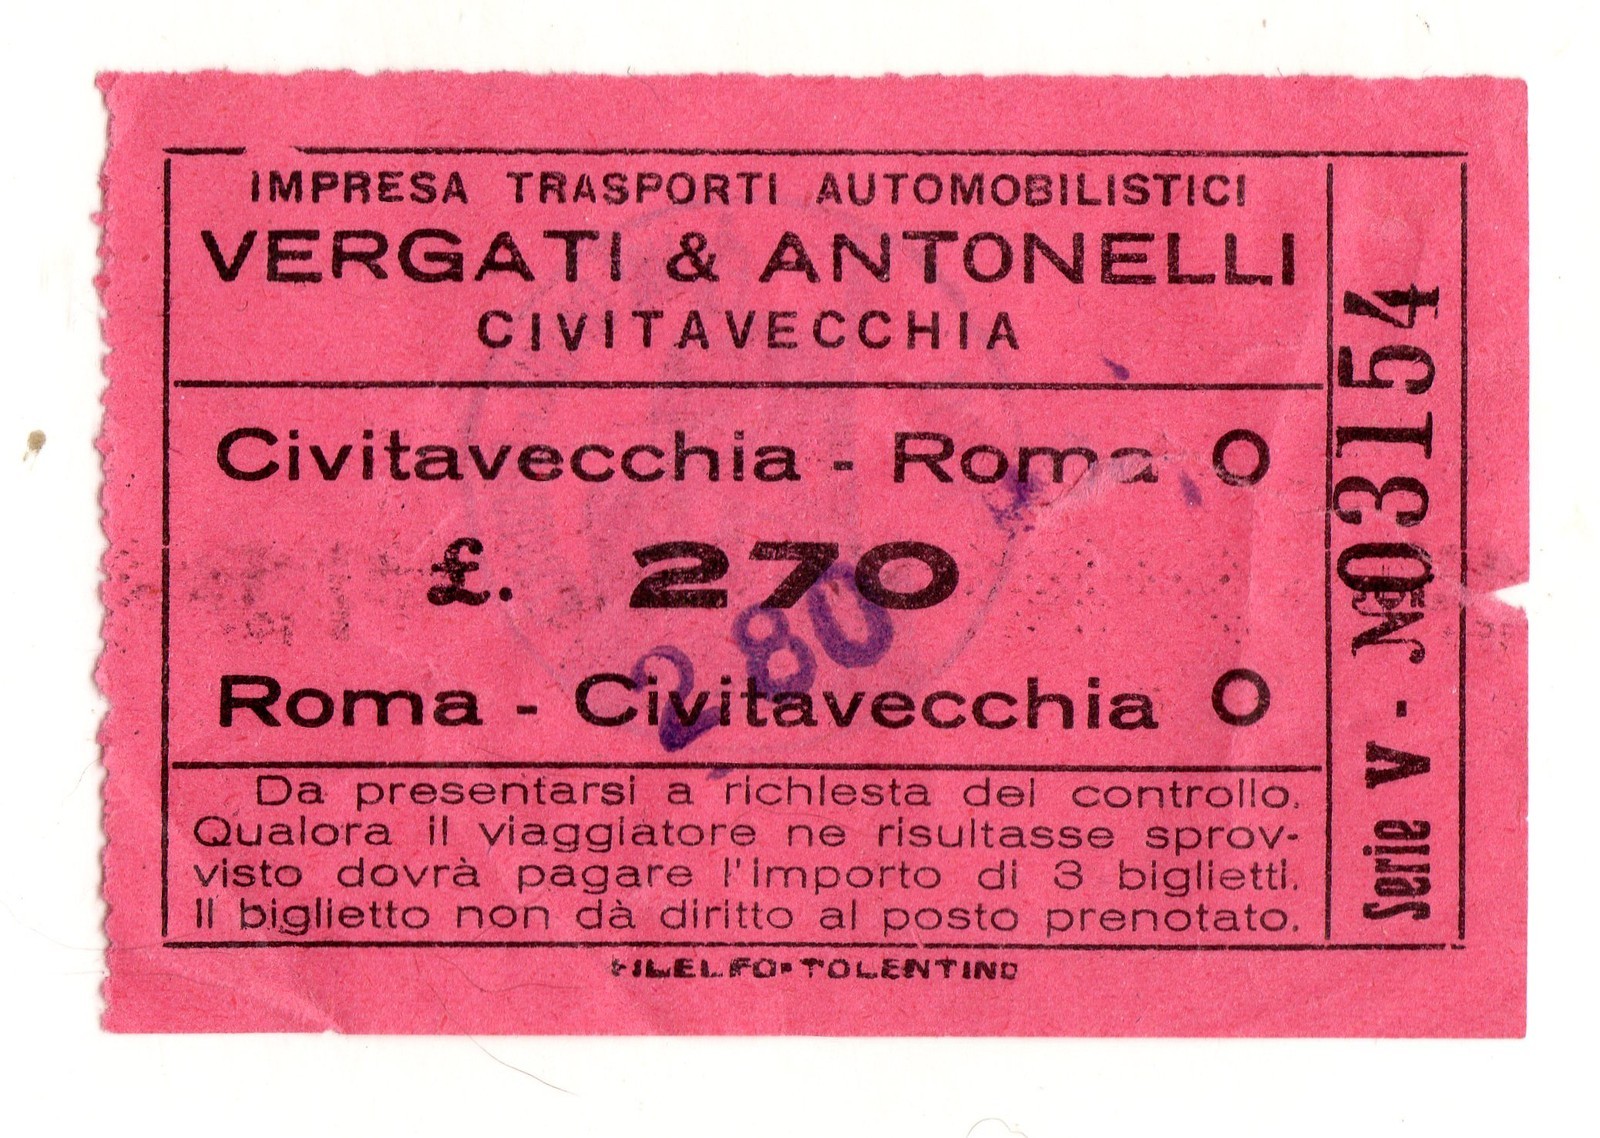 IMPRESA TRASPORTI AUTOMOBILISTICI
VERGATI & ANTONELLI
CIVITAVECCHIA
Civitavecchia - Roma O
£. 270
280
Roma - Civitavecchia O
Da presentarsi a richiesta del controllo.
Qualora il viaggiatore ne risultasse sprov-
visto dovrà pagare l'importo di 3 biglietti.
Il biglietto non dà diritto al posto prenotato.
FILELFO-TOLENTINO
Serie V - № 03154